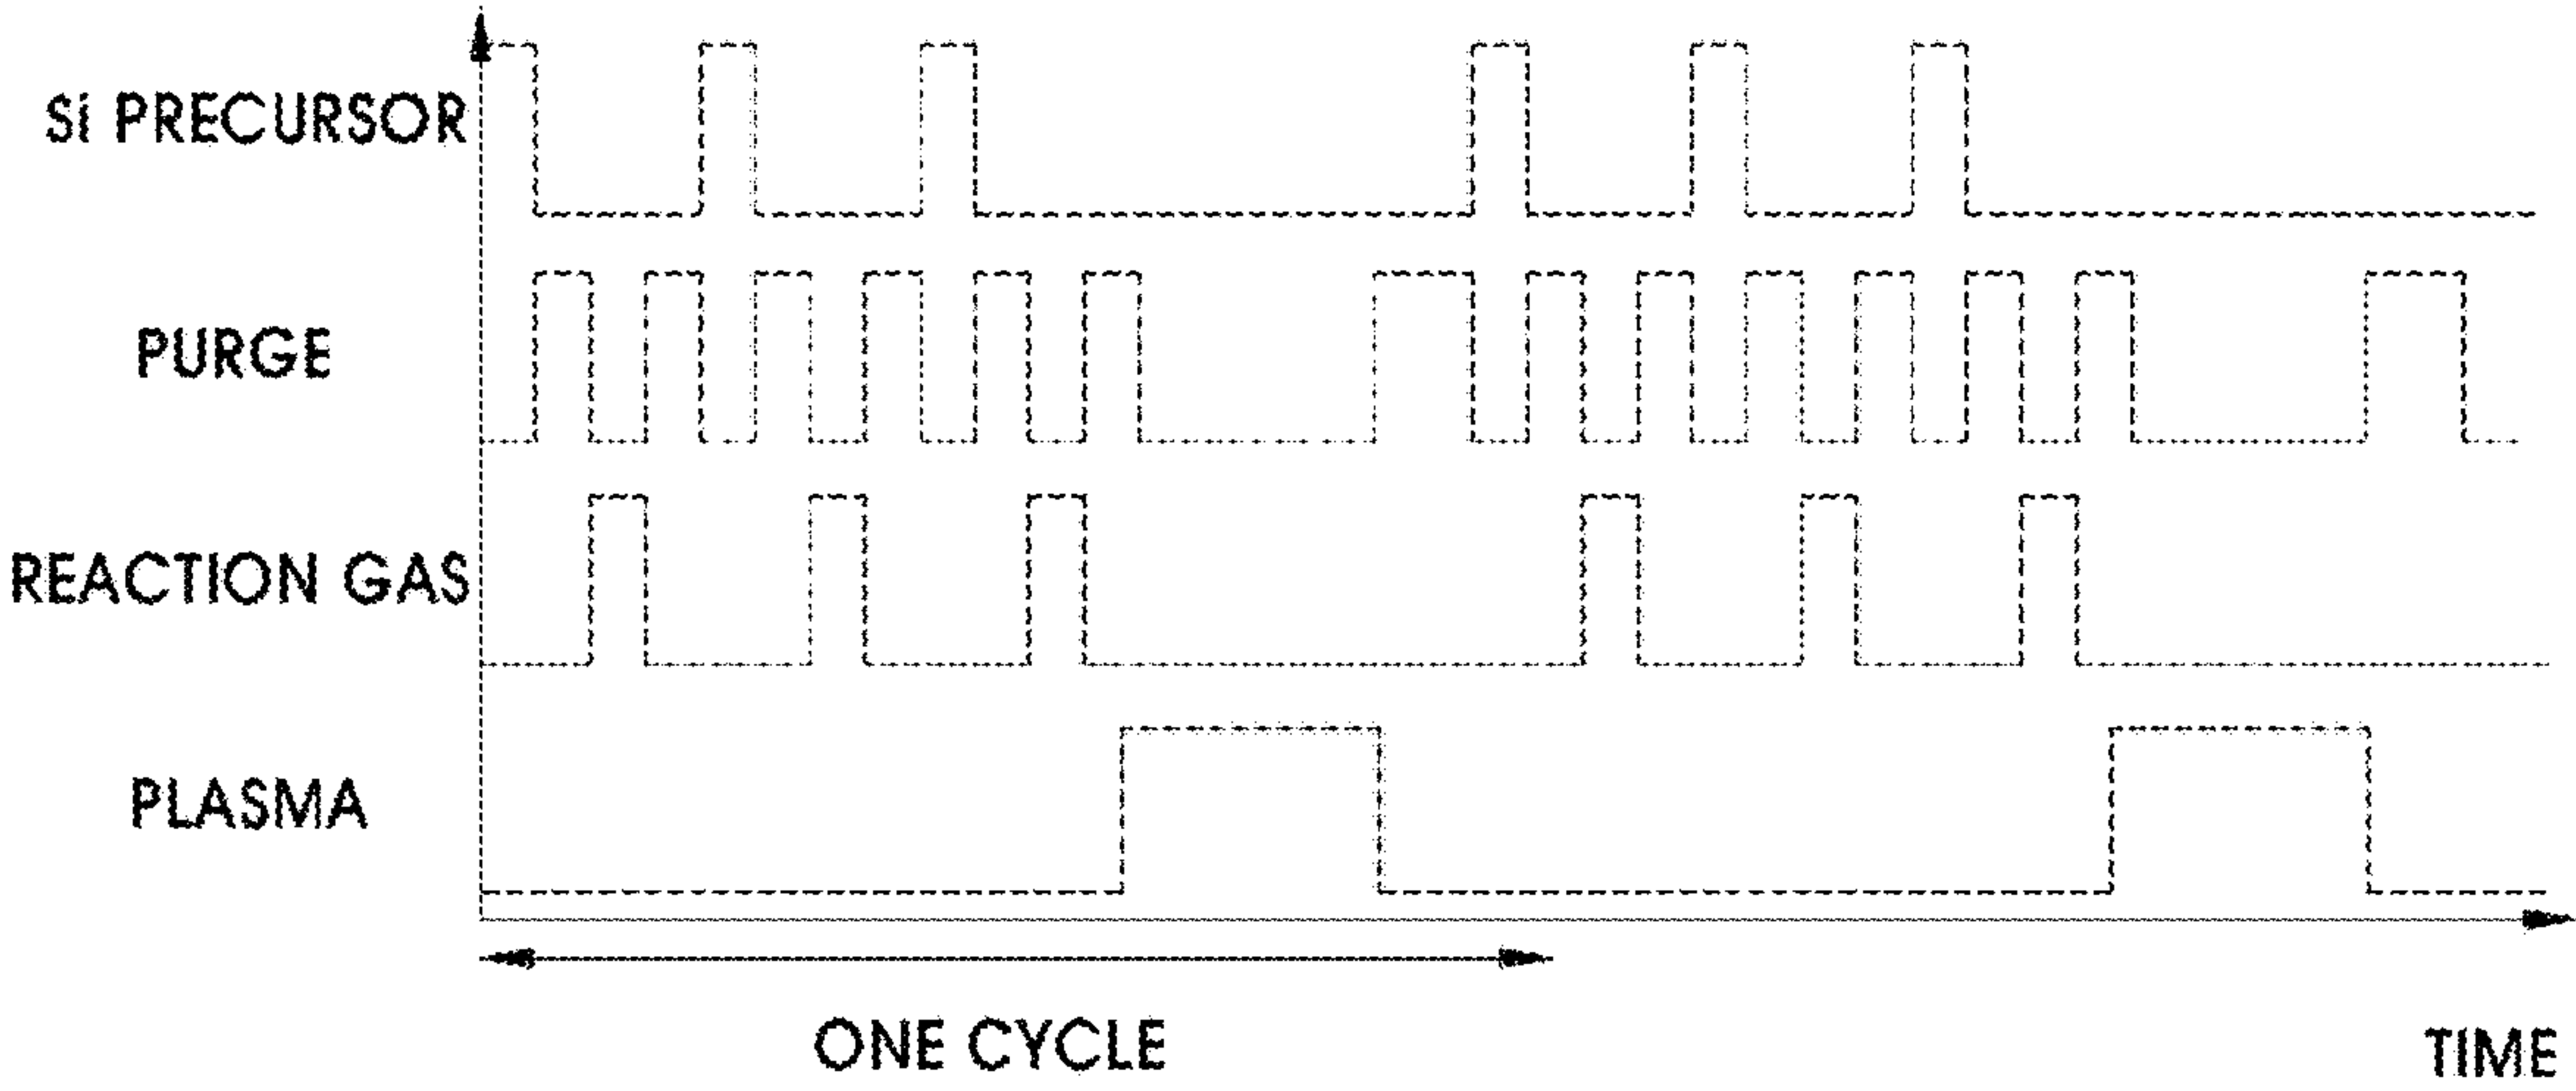 Si PRECURSOR
PURGE
REACTION GAS
PLASMA
ONE CYCLE
TIME